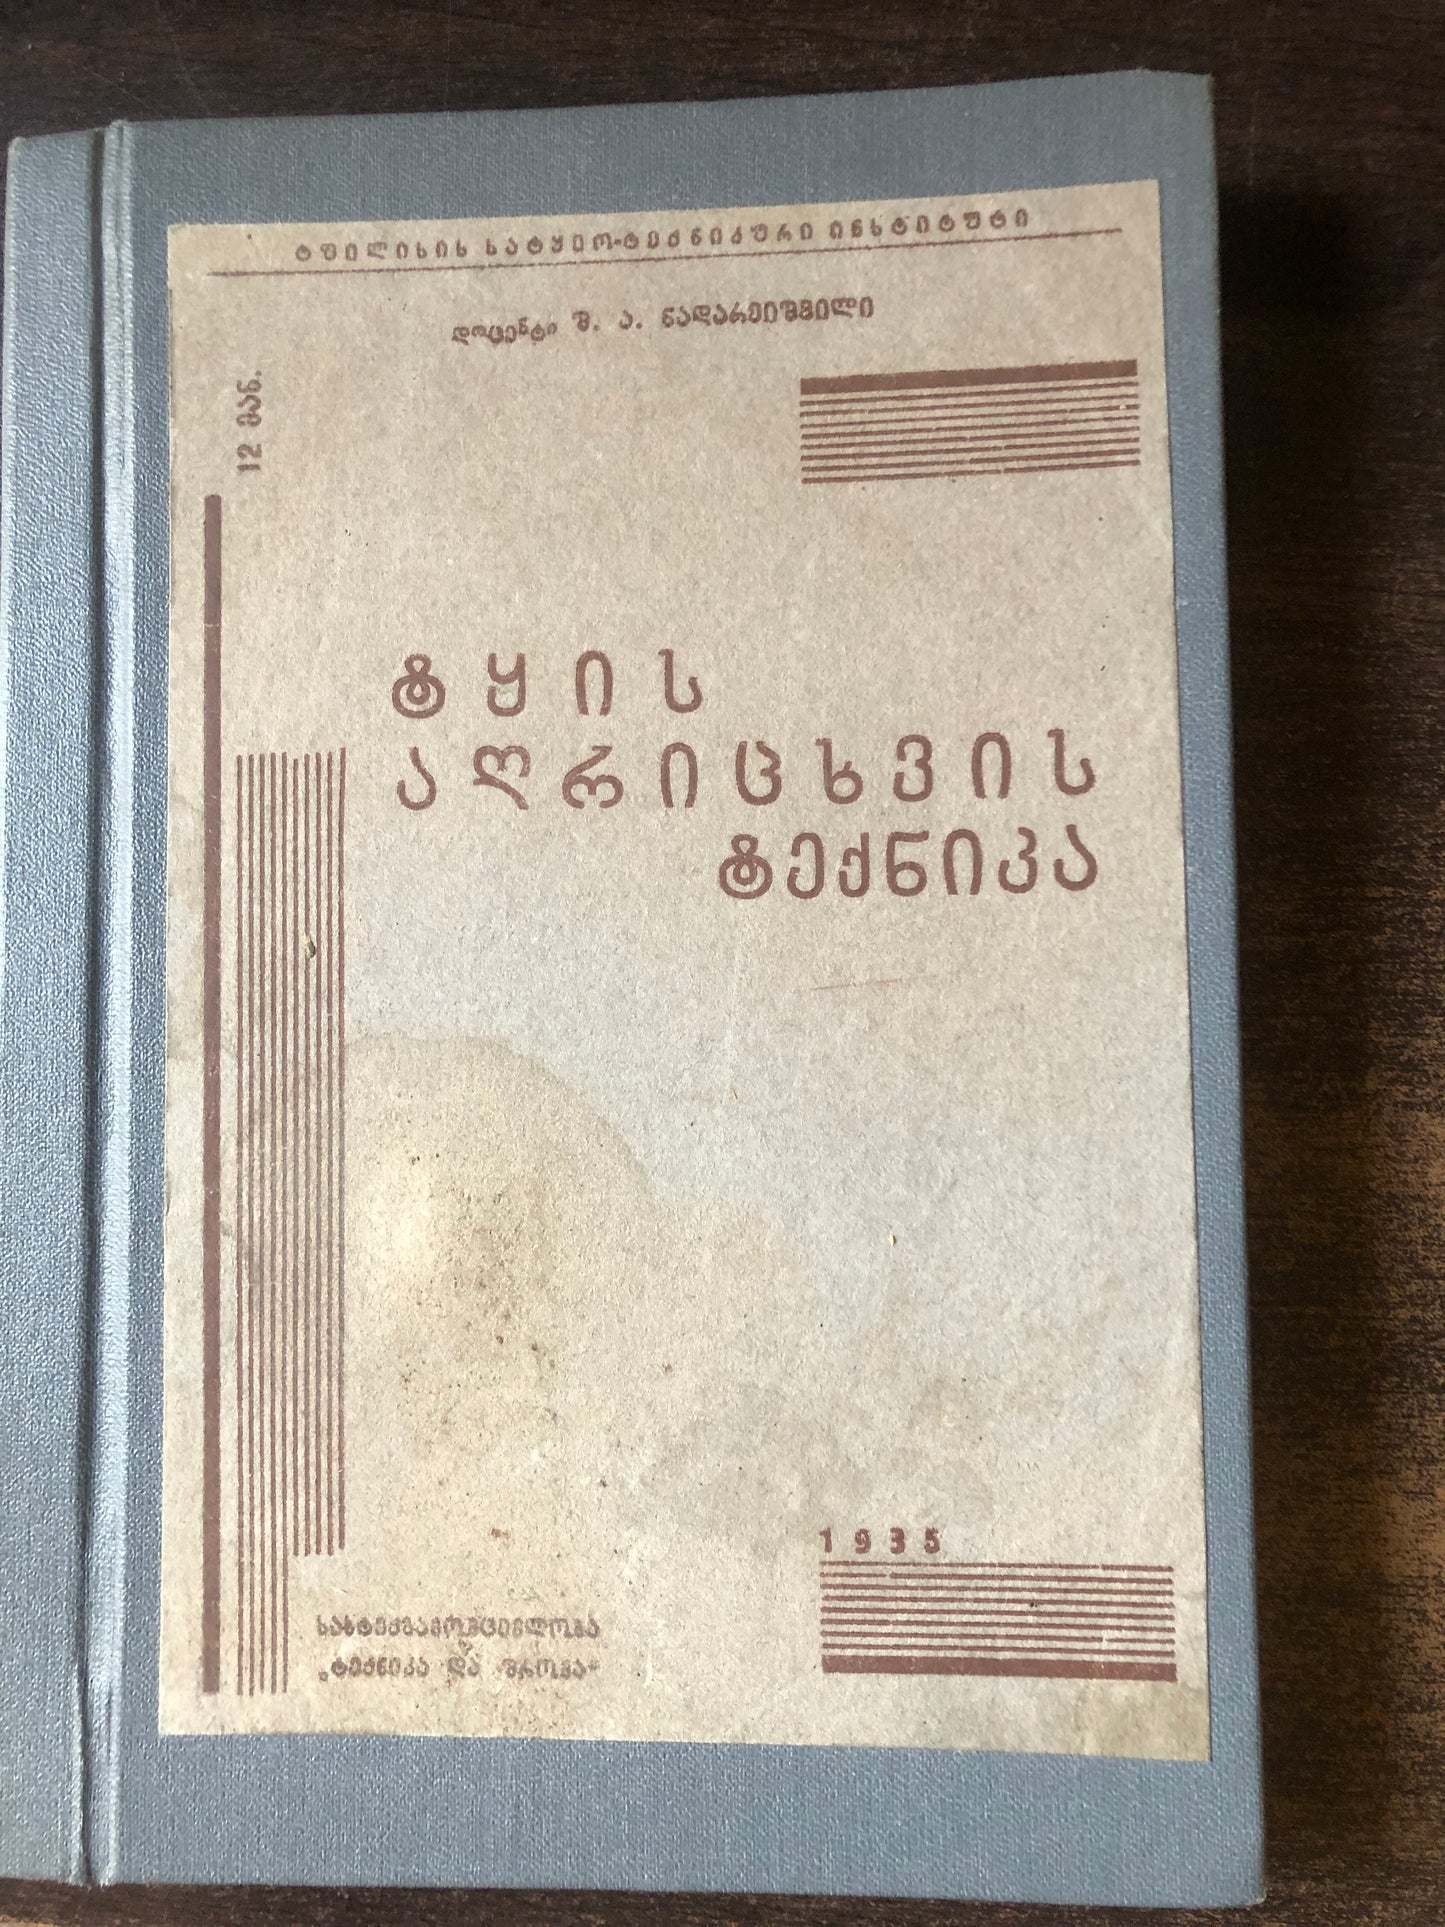 ტფილისის სატყეო-ტექნიკური ინსტიტუტი
დოცენტი შ. ა. ნადარეიშვილი
12 მან.
ტყის
აღრიცხვის
ტექნიკა
1935
სახტექგამომცემლობა
„ტექნიკა და შრომა“